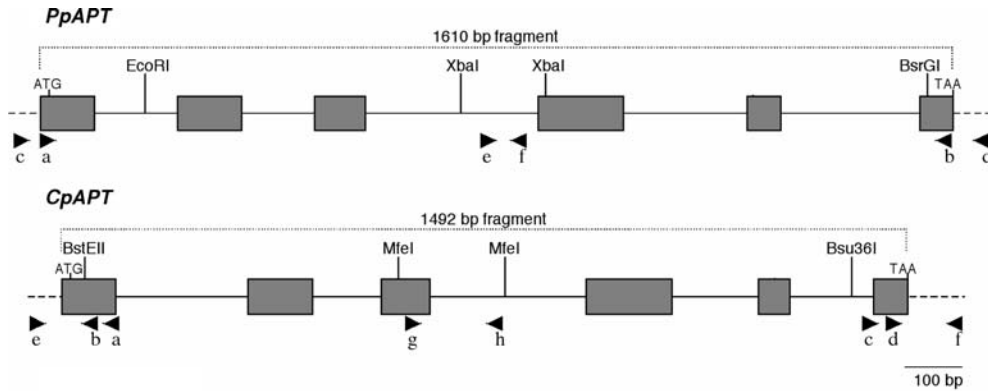 PpAPT
1610 bp fragment
EcoRI XbaI XbaI BsrGI
ATG TAA
c a e f b d
CpAPT
1492 bp fragment
BstEII MfeI MfeI Bsu36I
ATG TAA
e b a g h c d f
100 bp